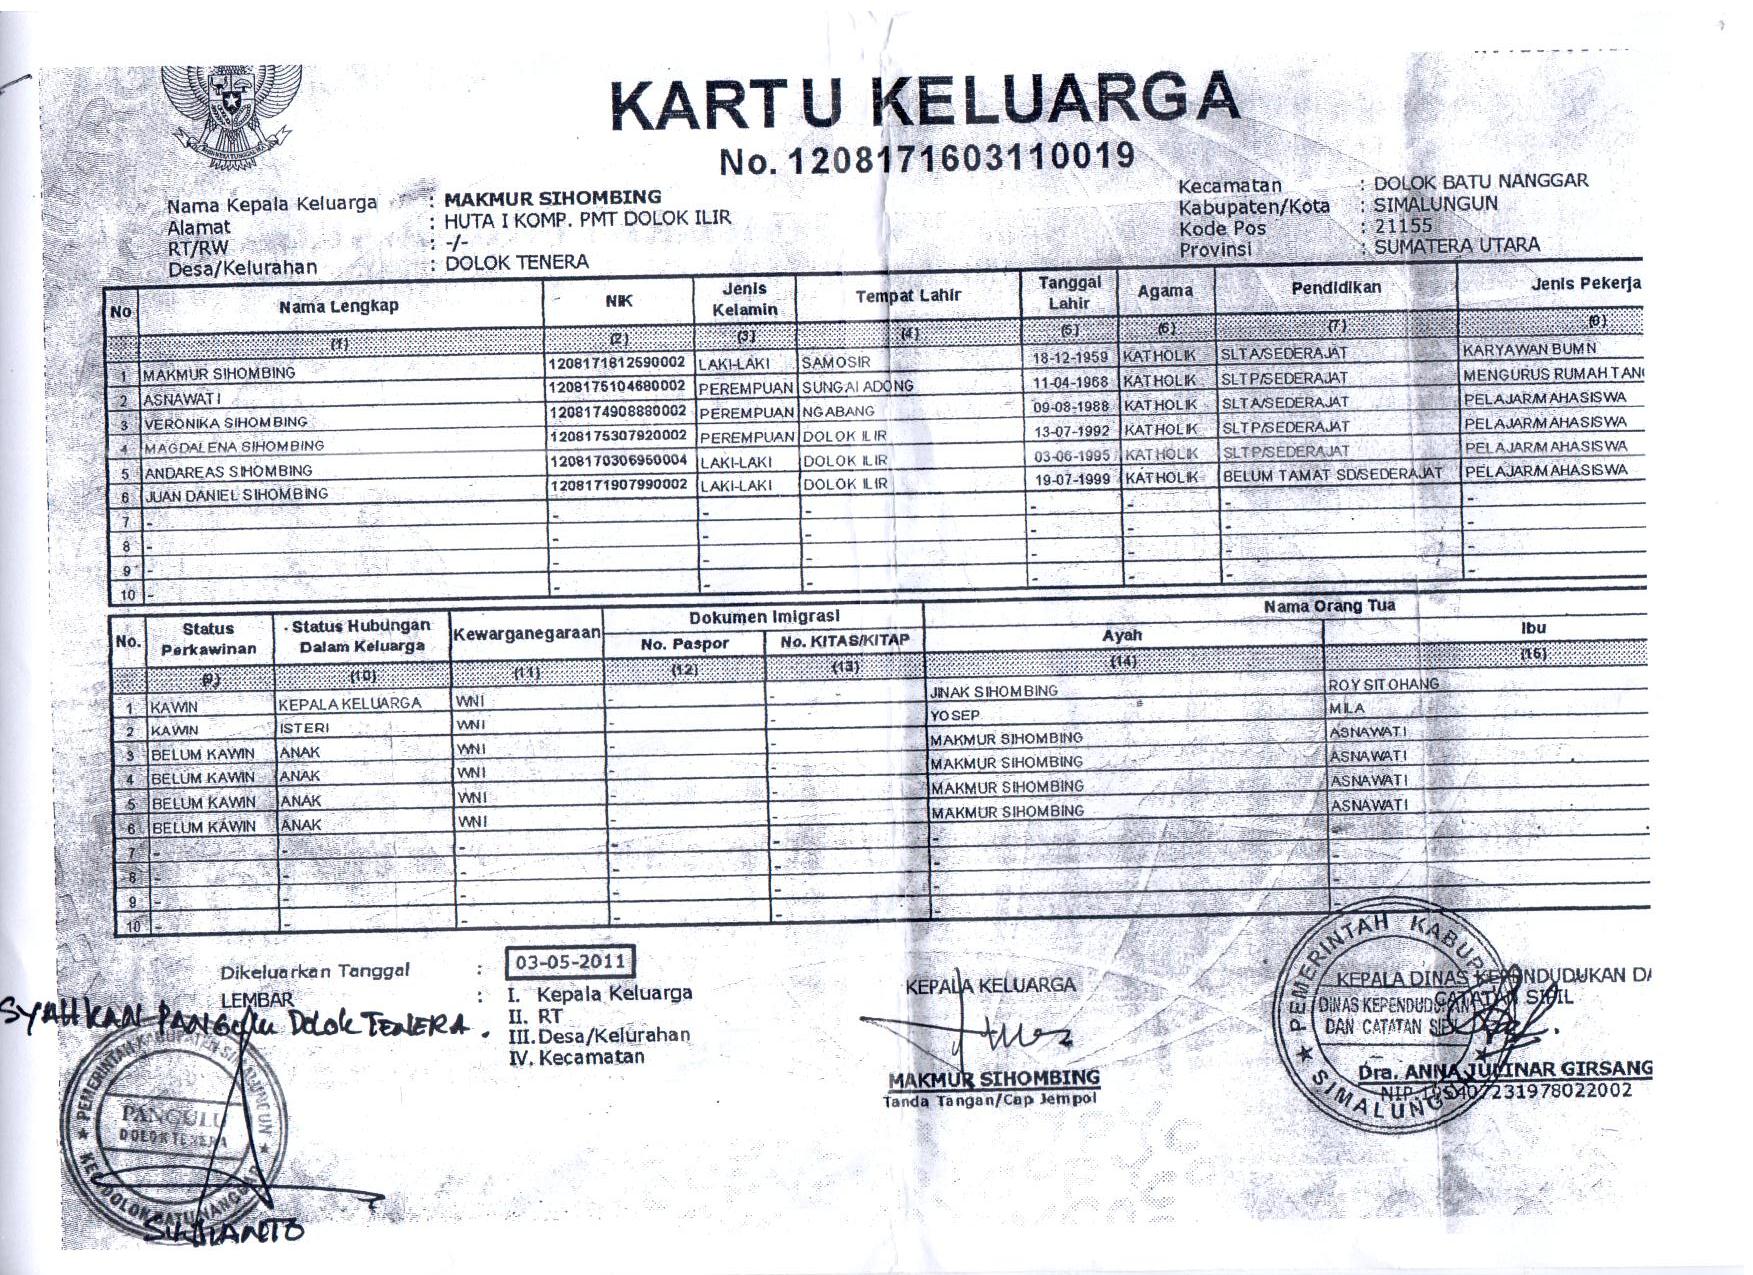 KARTU KELUARGA
No. 1208171603110019
Nama Kepala Keluarga : MAKMUR SIHOMBING
Alamat : HUTA I KOMP. PMT DOLOK ILIR
RT/RW : -/-
Desa/Kelurahan : DOLOK TENERA
Kecamatan : DOLOK BATU NANGGAR
Kabupaten/Kota : SIMALUNGUN
Kode Pos : 21155
Provinsi : SUMATERA UTARA
No Nama Lengkap NIK Jenis Kelamin Tempat Lahir Tanggal Lahir Agama Pendidikan Jenis Pekerja
(1) (2) (3) (4) (5) (6) (7) (8)
1 MAKMUR SIHOMBING 1208171812590002 LAKI-LAKI SAMOSIR 18-12-1959 KATHOLIK SLTA/SEDERAJAT KARYAWAN BUMN
2 ASNAWATI 1208175104680002 PEREMPUAN SUNGAI ADONG 11-04-1968 KATHOLIK SLTP/SEDERAJAT MENGURUS RUMAH TAN
3 VERONIKA SIHOMBING 1208174908880002 PEREMPUAN NGABANG 09-08-1988 KATHOLIK SLTA/SEDERAJAT PELAJAR/MAHASISWA
4 MAGDALENA SIHOMBING 1208175307920002 PEREMPUAN DOLOK ILIR 13-07-1992 KATHOLIK SLTP/SEDERAJAT PELAJAR/MAHASISWA
5 ANDAREAS SIHOMBING 1208170306950004 LAKI-LAKI DOLOK ILIR 03-06-1995 KATHOLIK SLTP/SEDERAJAT PELAJAR/MAHASISWA
6 JUAN DANIEL SIHOMBING 1208171907990002 LAKI-LAKI DOLOK ILIR 19-07-1999 KATHOLIK BELUM TAMAT SD/SEDERAJAT PELAJAR/MAHASISWA
7 - - - - - - - -
8 - - - - - - - -
9 - - - - - - - -
10 - - - - - - - -
No. Status Perkawinan Status Hubungan Dalam Keluarga Kewarganegaraan Dokumen Imigrasi Nama Orang Tua
No. Paspor No. KITAS/KITAP Ayah Ibu
(9) (10) (11) (12) (13) (14) (15)
1 KAWIN KEPALA KELUARGA WNI - - JINAK SIHOMBING ROY SITOHANG
2 KAWIN ISTERI WNI - - YOSEP MILA
3 BELUM KAWIN ANAK WNI - - MAKMUR SIHOMBING ASNAWATI
4 BELUM KAWIN ANAK WNI - - MAKMUR SIHOMBING ASNAWATI
5 BELUM KAWIN ANAK WNI - - MAKMUR SIHOMBING ASNAWATI
6 BELUM KAWIN ANAK WNI - - MAKMUR SIHOMBING ASNAWATI
7 - - - - - - -
8 - - - - - - -
9 - - - - - - -
10 - - - - - - -
Dikeluarkan Tanggal : 03-05-2011
LEMBAR : I. Kepala Keluarga
II. RT
III. Desa/Kelurahan
IV. Kecamatan
SYAHKAN PANGULU DOLOK TENERA.
PEMERINTAH KABUPATEN SIMALUNGUN
PANGULU
DOLOK TENERA
KEC. DOLOK BATU NANGGAR
KEPALA KELUARGA
MAKMUR SIHOMBING
Tanda Tangan/Cap Jempol
KEPALA DINAS KEPENDUDUKAN DA
CATATAN SIPIL
PEMERINTAH KABUP
DINAS KEPENDUDUKAN
DAN CATATAN SIPIL
SIMALUNGUN
Dra. ANNA JULINAR GIRSANG